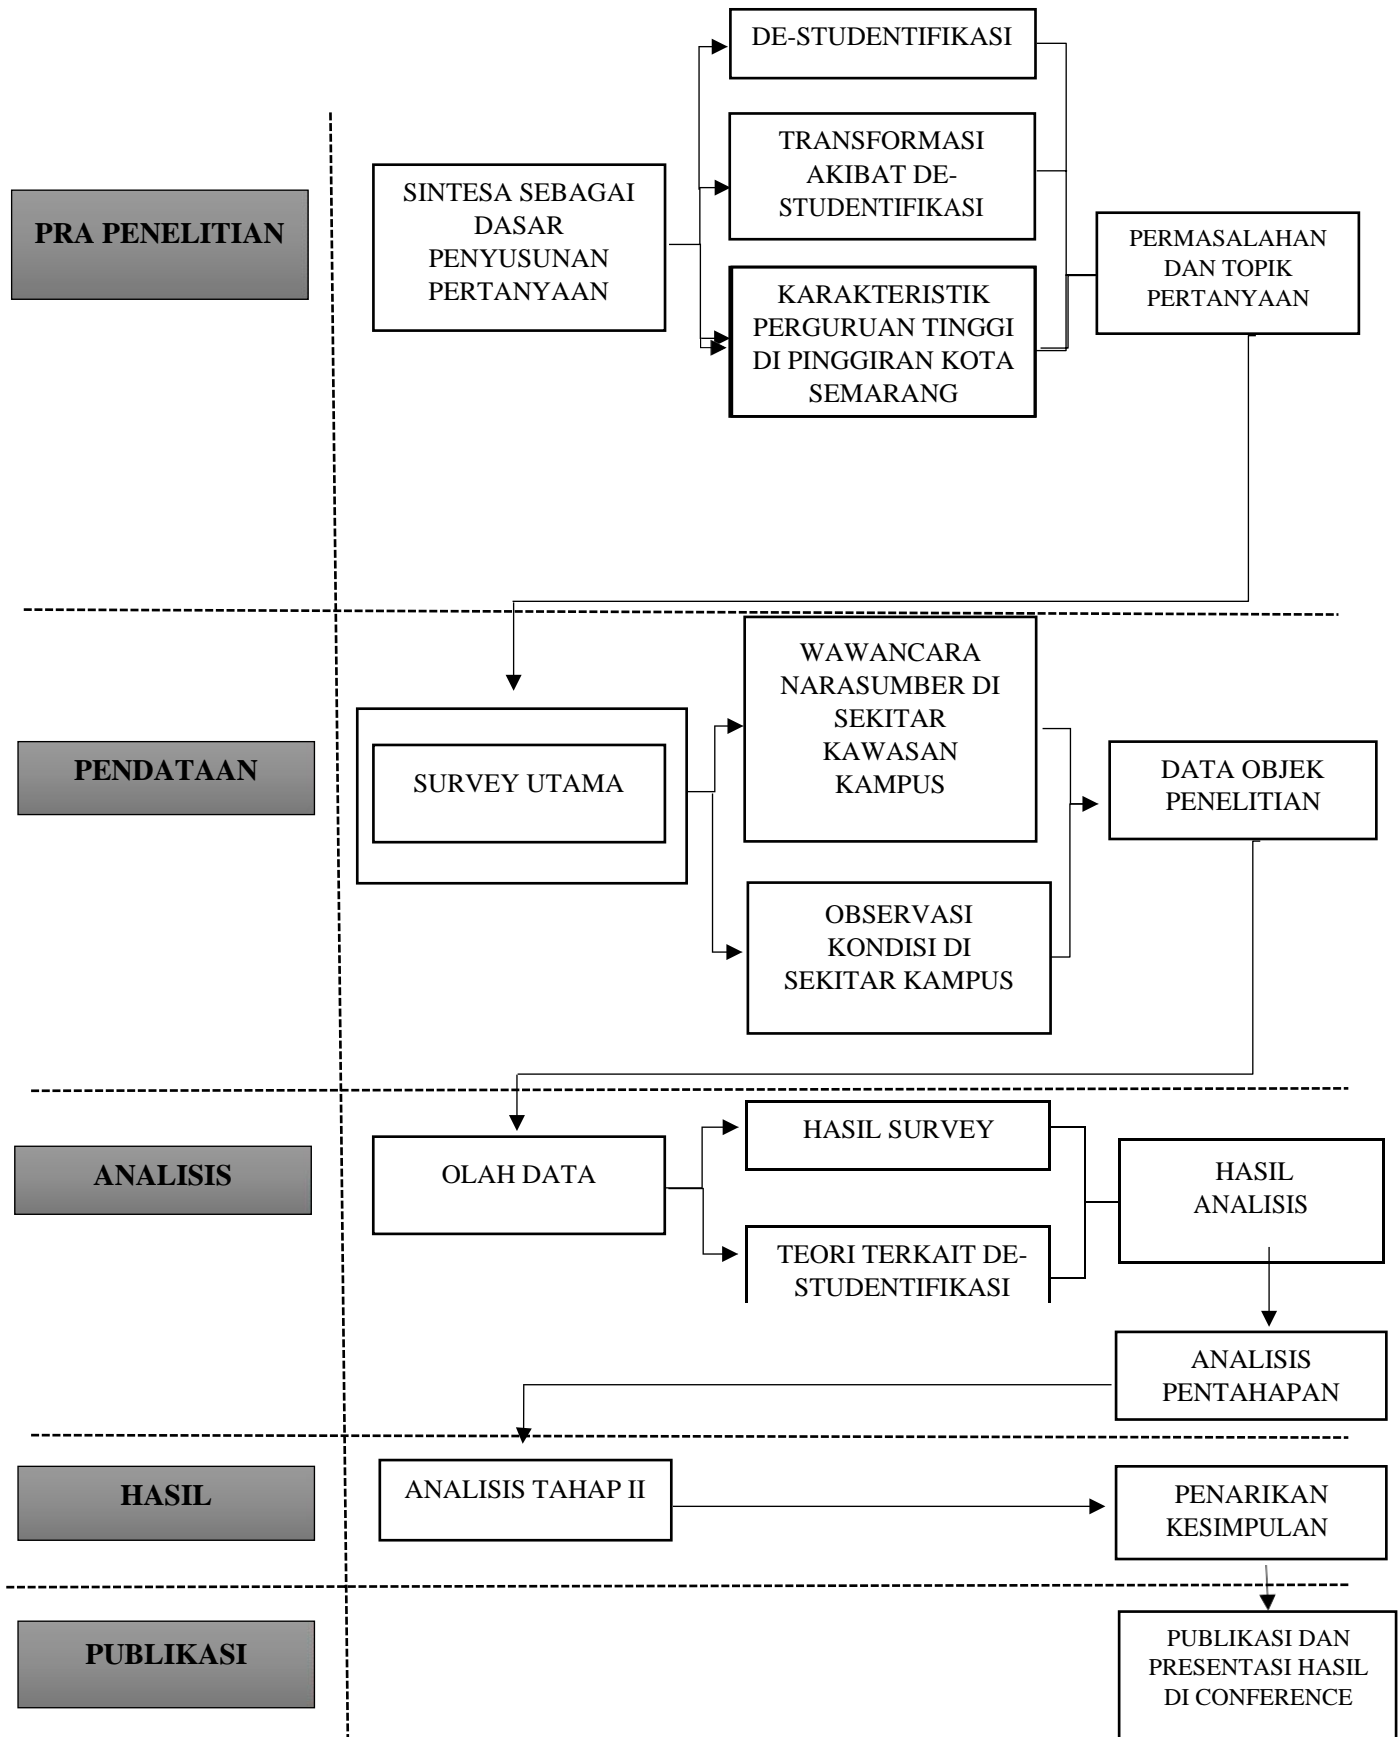 DE-STUDENTIFIKASI
PRA PENELITIAN
SINTESA SEBAGAI
DASAR
PENYUSUNAN
PERTANYAAN
TRANSFORMASI
AKIBAT DE-
STUDENTIFIKASI
KARAKTERISTIK
PERGURUAN TINGGI
DI PINGGIRAN KOTA
SEMARANG
PERMASALAHAN
DAN TOPIK
PERTANYAAN
PENDATAAN
SURVEY UTAMA
WAWANCARA
NARASUMBER DI
SEKITAR
KAWASAN
KAMPUS
OBSERVASI
KONDISI DI
SEKITAR KAMPUS
DATA OBJEK
PENELITIAN
ANALISIS
OLAH DATA
HASIL SURVEY
TEORI TERKAIT DE-
STUDENTIFIKASI
HASIL
ANALISIS
ANALISIS
PENTAHAPAN
HASIL
ANALISIS TAHAP II
PENARIKAN
KESIMPULAN
PUBLIKASI
PUBLIKASI DAN
PRESENTASI HASIL
DI CONFERENCE